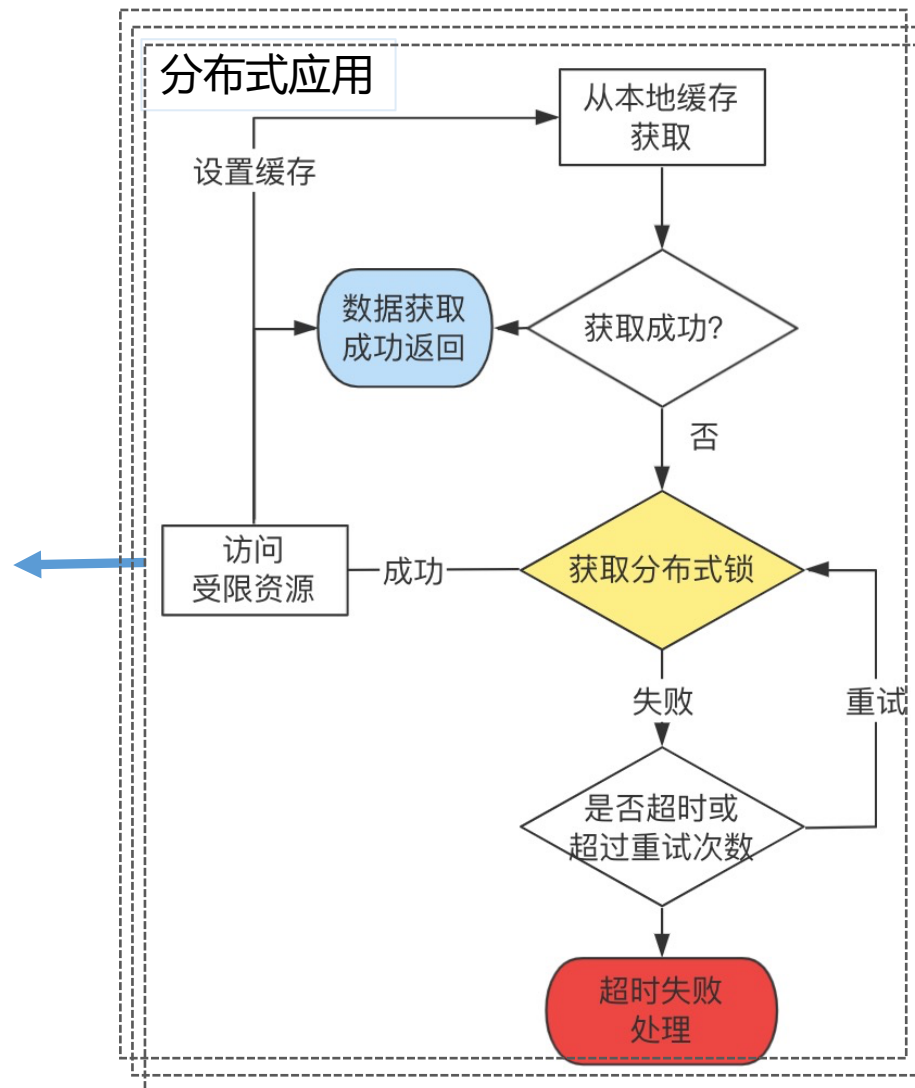 分布式应用
从本地缓存
获取
设置缓存
数据获取
成功返回
获取成功?
否
访问
受限资源
成功
获取分布式锁
失败
重试
是否超时或
超过重试次数
超时失败
处理